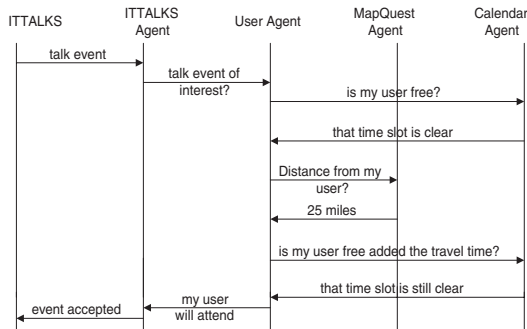 ITTALKS
ITTALKS
Agent
User Agent
MapQuest
Agent
Calendar
Agent
talk event
talk event of
interest?
is my user free?
that time slot is clear
Distance from my
user?
25 miles
is my user free added the travel time?
that time slot is still clear
my user
will attend
event accepted